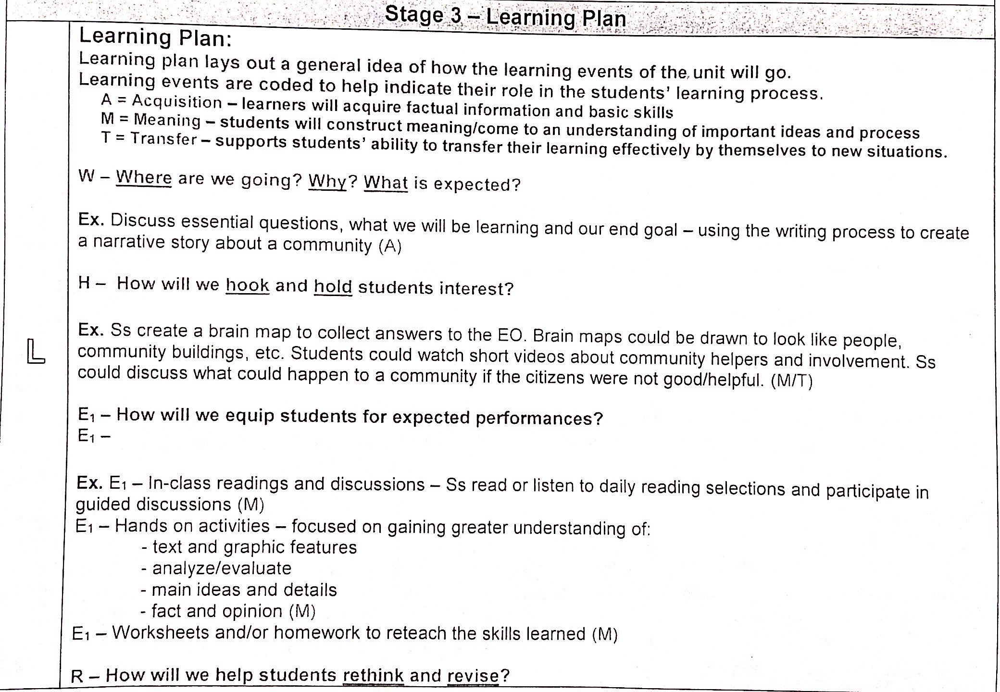 Stage 3 – Learning Plan
Learning Plan:
Learning plan lays out a general idea of how the learning events of the unit will go.
Learning events are coded to help indicate their role in the students' learning process.
A = Acquisition – learners will acquire factual information and basic skills
M = Meaning – students will construct meaning/come to an understanding of important ideas and process
T = Transfer – supports students' ability to transfer their learning effectively by themselves to new situations.
W – Where are we going? Why? What is expected?
Ex. Discuss essential questions, what we will be learning and our end goal – using the writing process to create
a narrative story about a community (A)
H – How will we hook and hold students interest?
Ex. Ss create a brain map to collect answers to the EO. Brain maps could be drawn to look like people,
L
community buildings, etc. Students could watch short videos about community helpers and involvement. Ss
could discuss what could happen to a community if the citizens were not good/helpful. (M/T)
E1 – How will we equip students for expected performances?
E1 –
Ex. E1 – In-class readings and discussions – Ss read or listen to daily reading selections and participate in
guided discussions (M)
E1 – Hands on activities – focused on gaining greater understanding of:
- text and graphic features
- analyze/evaluate
- main ideas and details
- fact and opinion (M)
E1 – Worksheets and/or homework to reteach the skills learned (M)
R – How will we help students rethink and revise?